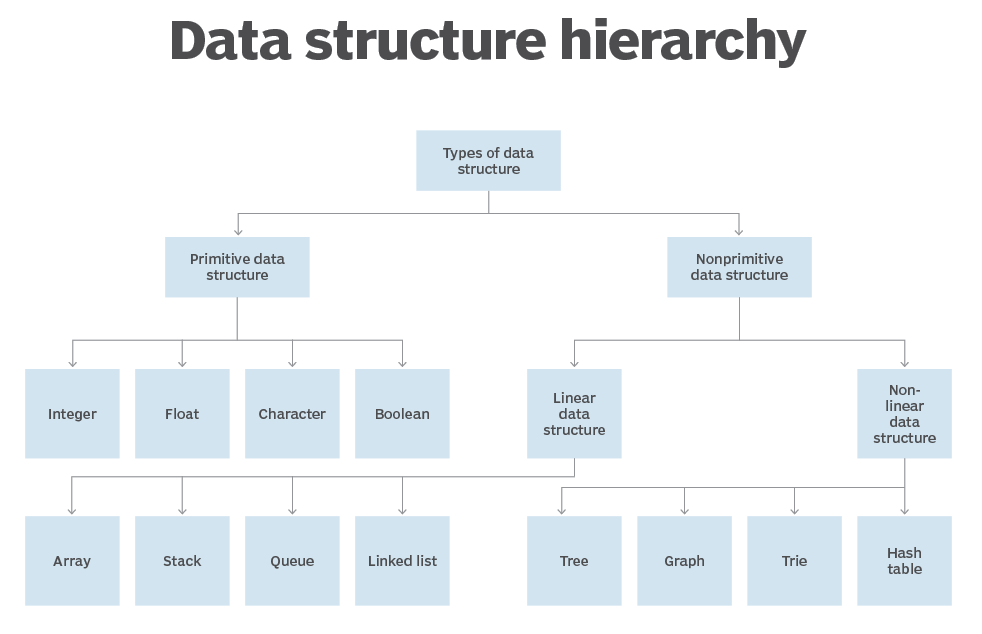 Data structure hierarchy
Types of data
structure
Primitive data
structure
Nonprimitive
data structure
Integer
Float
Character
Boolean
Linear
data
structure
Non-
linear
data
structure
Array
Stack
Queue
Linked list
Tree
Graph
Trie
Hash
table